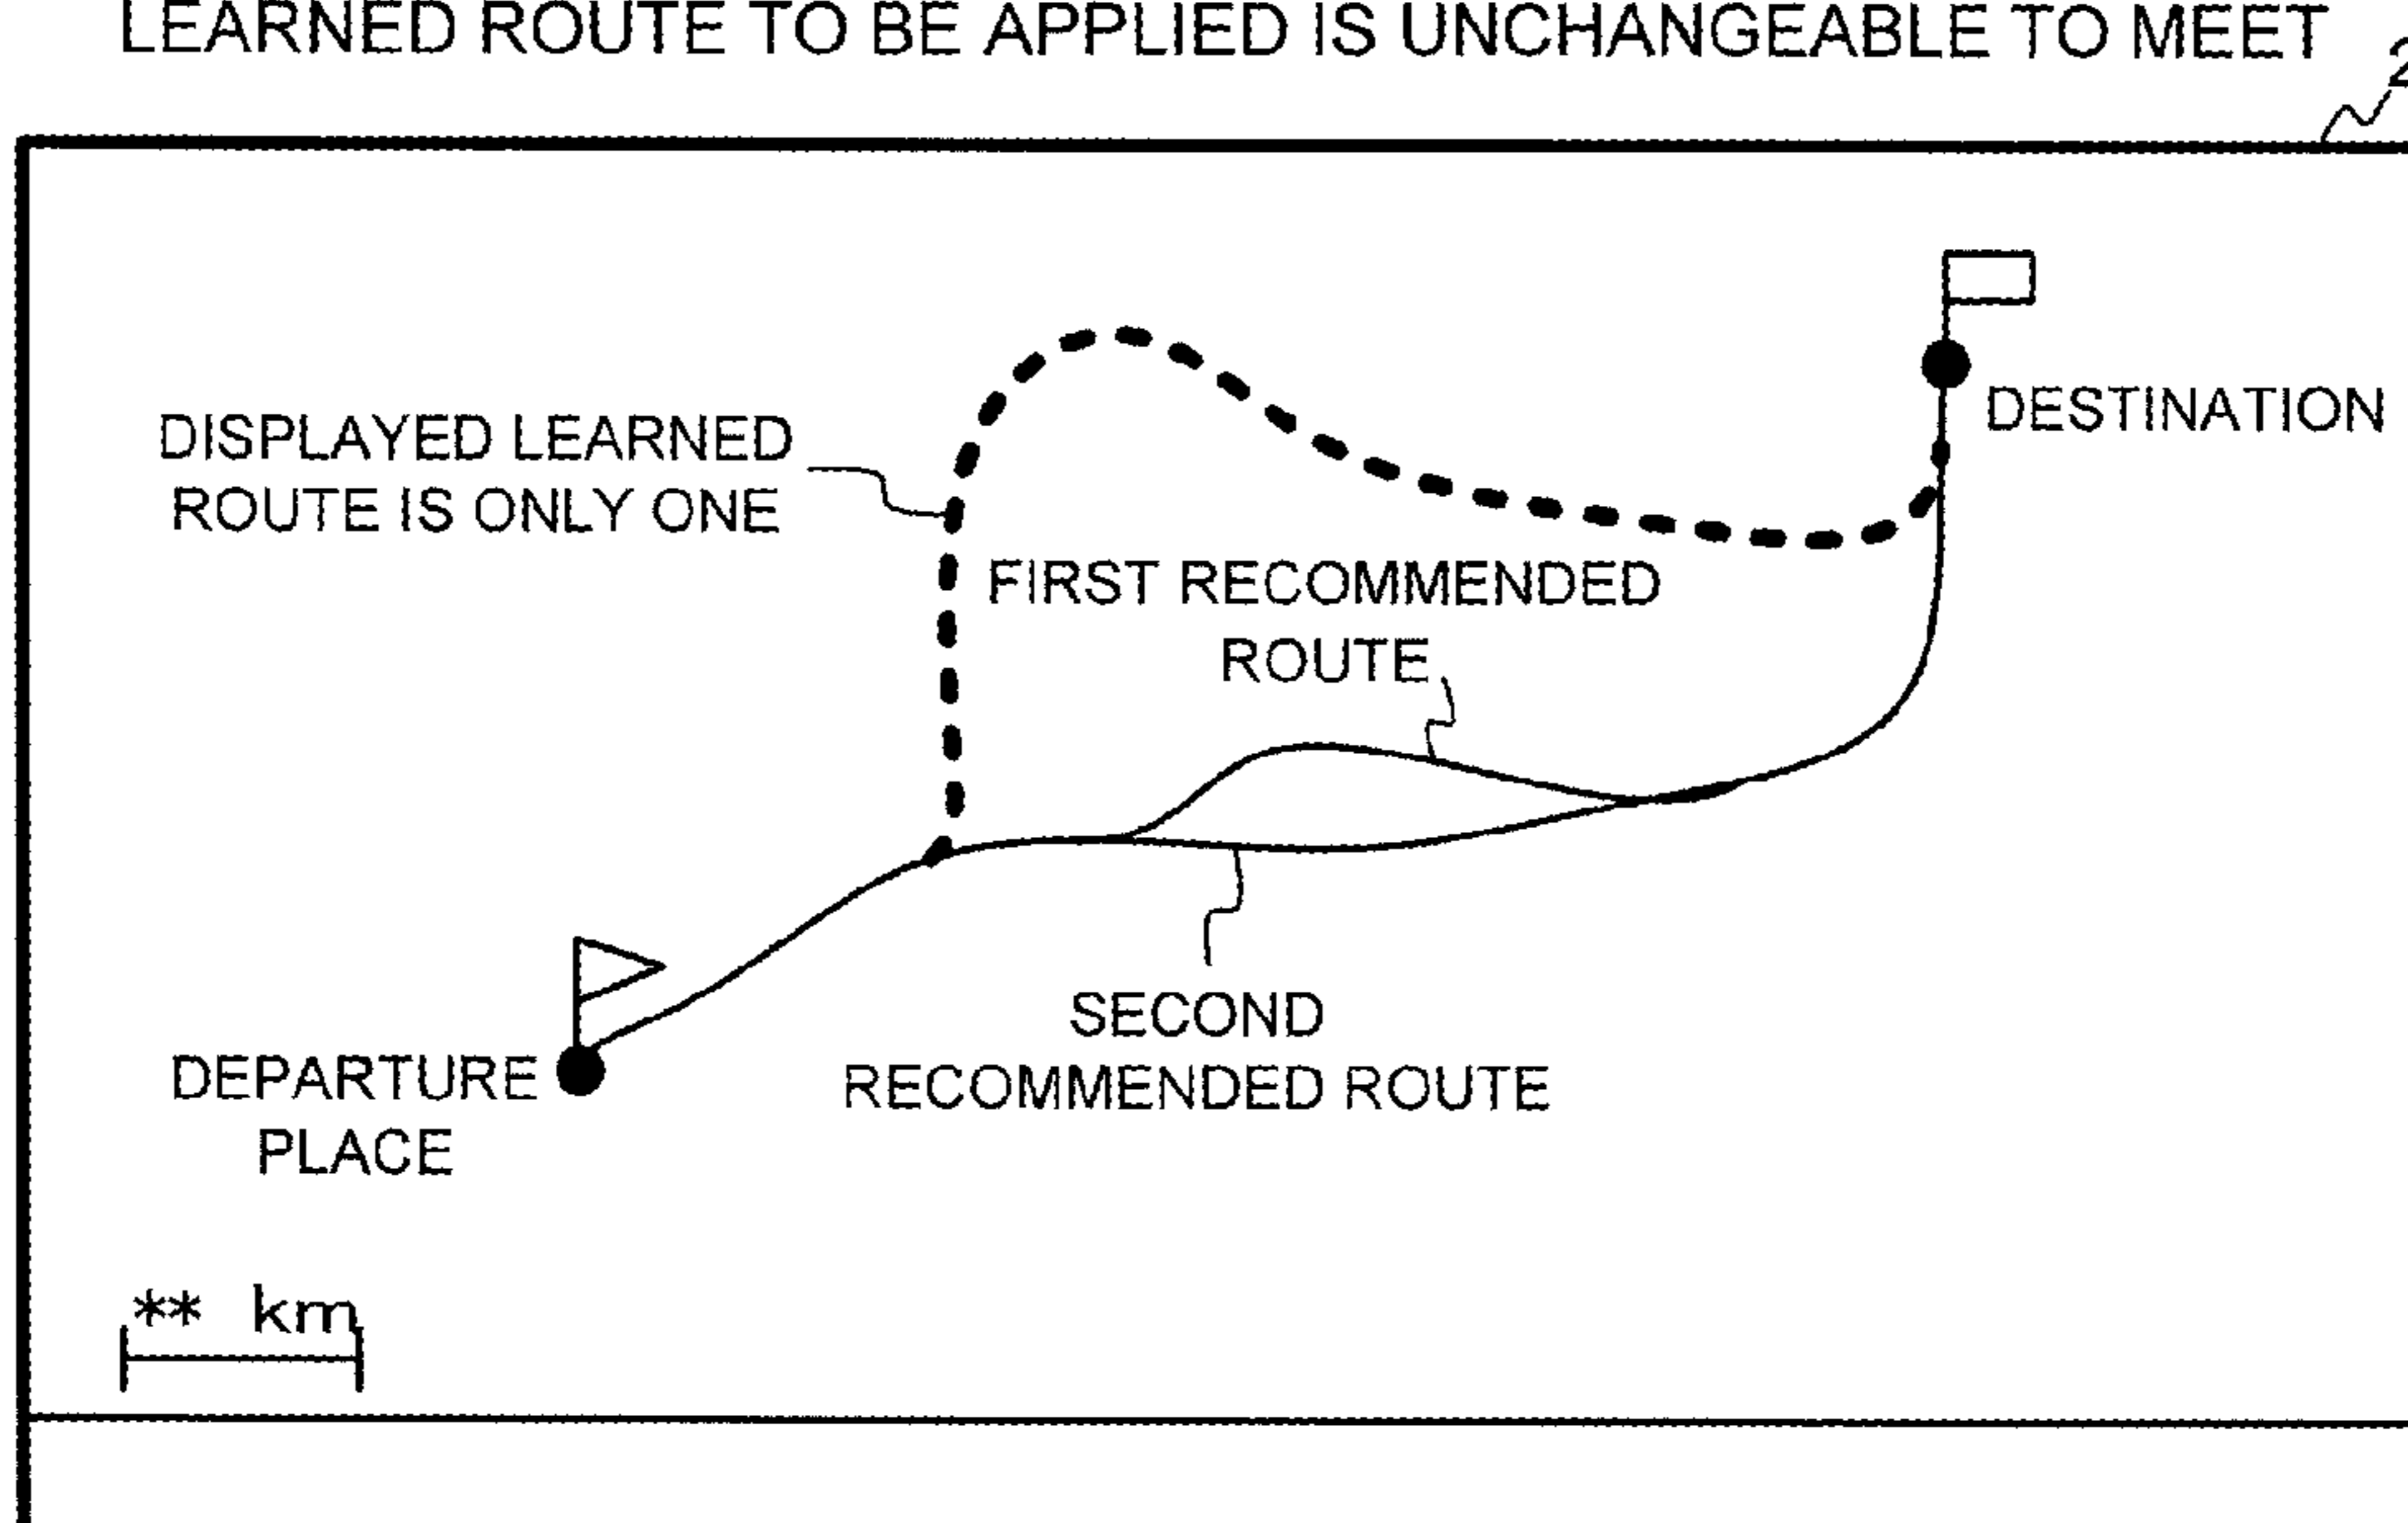 LEARNED ROUTE TO BE APPLIED IS UNCHANGEABLE TO MEET
2
DISPLAYED LEARNED
ROUTE IS ONLY ONE
DESTINATION
FIRST RECOMMENDED
ROUTE
SECOND
RECOMMENDED ROUTE
DEPARTURE
PLACE
** km